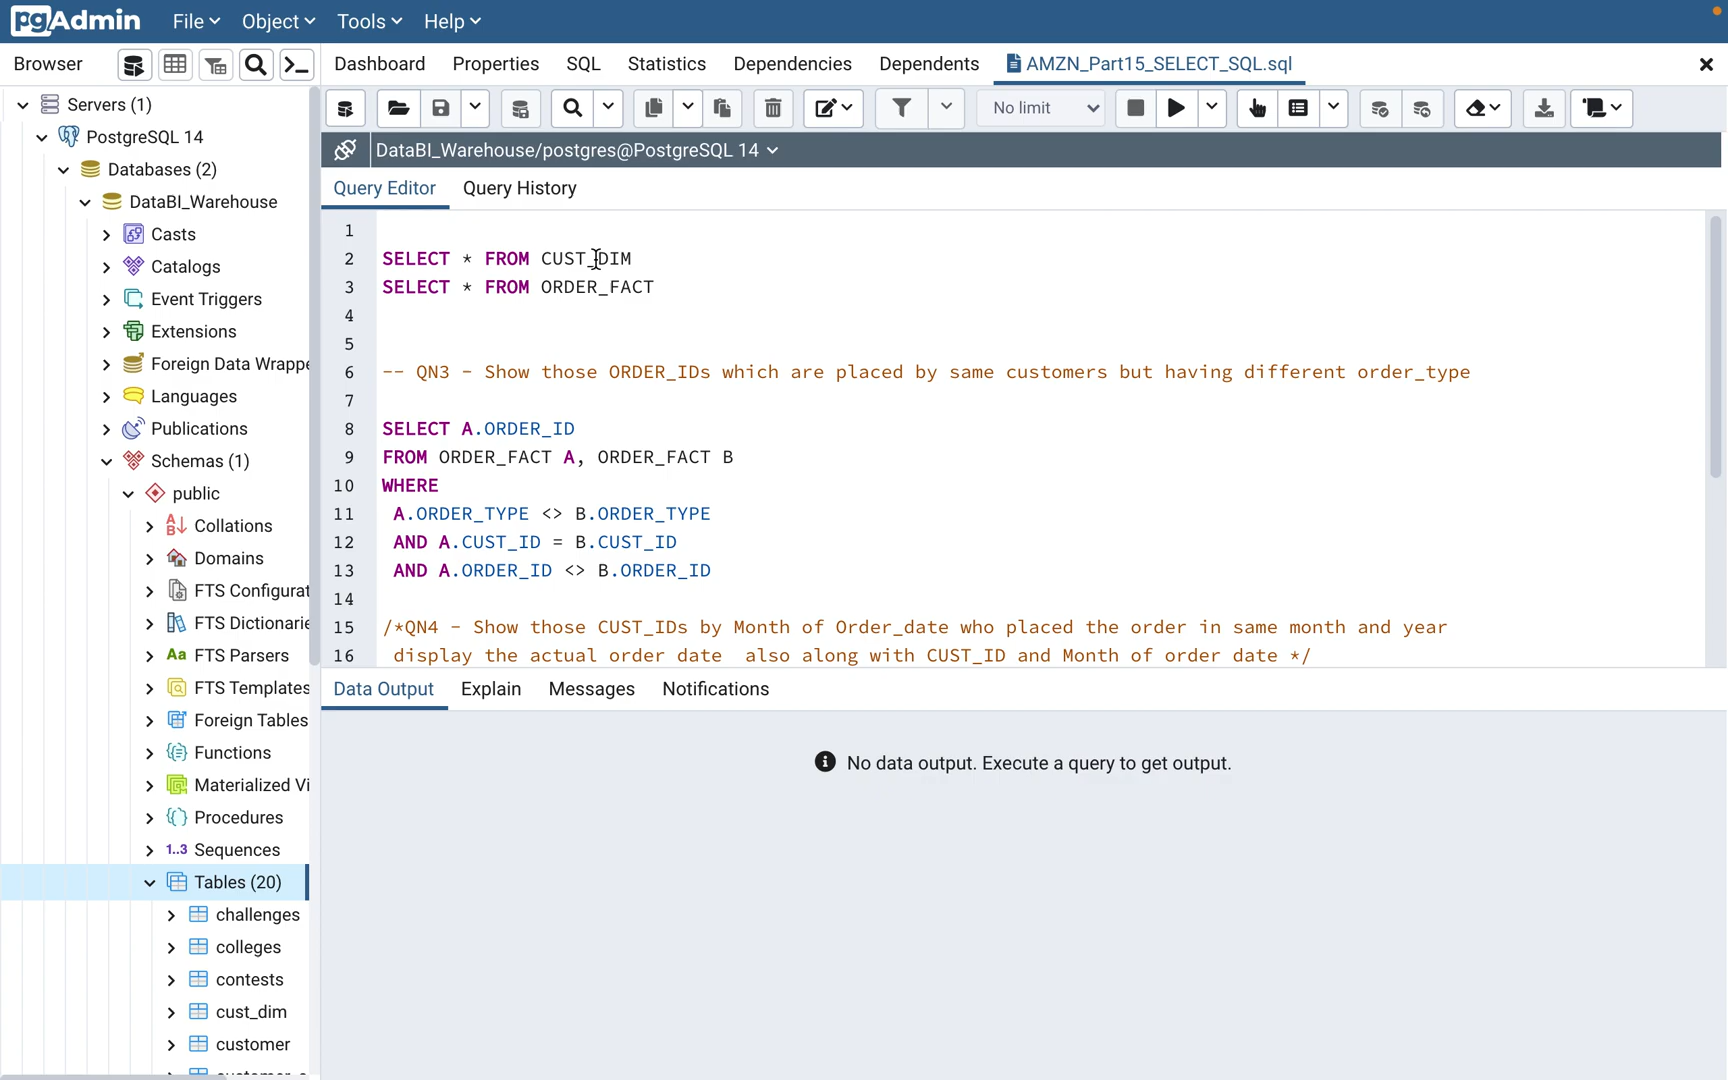 pgAdmin File Object Tools Help
Browser Dashboard Properties SQL Statistics Dependencies Dependents AMZN_Part15_SELECT_SQL.sql
No limit
DataBI_Warehouse/postgres@PostgreSQL 14
Query Editor Query History
Servers (1)
PostgreSQL 14
Databases (2)
DataBI_Warehouse
Casts
Catalogs
Event Triggers
Extensions
Foreign Data Wrappe
Languages
Publications
Schemas (1)
public
Collations
Domains
FTS Configurat
FTS Dictionarie
FTS Parsers
FTS Templates
Foreign Tables
Functions
Materialized Vi
Procedures
1..3 Sequences
Tables (20)
challenges
colleges
contests
cust_dim
customer
1
2 SELECT * FROM CUST_DIM
3 SELECT * FROM ORDER_FACT
4
5
6 -- QN3 - Show those ORDER_IDs which are placed by same customers but having different order_type
7
8 SELECT A.ORDER_ID
9 FROM ORDER_FACT A, ORDER_FACT B
10 WHERE
11 A.ORDER_TYPE <> B.ORDER_TYPE
12 AND A.CUST_ID = B.CUST_ID
13 AND A.ORDER_ID <> B.ORDER_ID
14
15 /*QN4 - Show those CUST_IDs by Month of Order_date who placed the order in same month and year
16 display the actual order date also along with CUST_ID and Month of order date */
Data Output Explain Messages Notifications
No data output. Execute a query to get output.